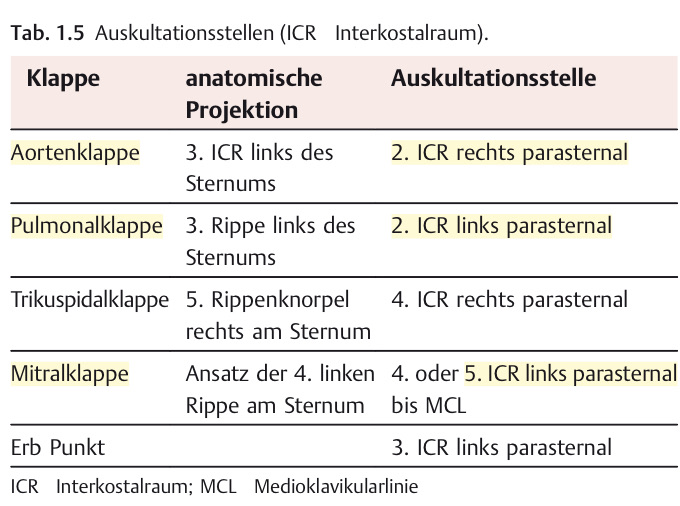 Tab. 1.5 Auskultationsstellen (ICR Interkostalraum).
Klappe anatomische Projektion Auskultationsstelle
Aortenklappe 3. ICR links des 2. ICR rechts parasternal
Sternums
Pulmonalklappe 3. Rippe links des 2. ICR links parasternal
Sternums
Trikuspidalklappe 5. Rippenknorpel 4. ICR rechts parasternal
rechts am Sternum
Mitralklappe Ansatz der 4. linken 4. oder 5. ICR links parasternal
Rippe am Sternum bis MCL
Erb Punkt 3. ICR links parasternal
ICR Interkostalraum; MCL Medioklavikularlinie